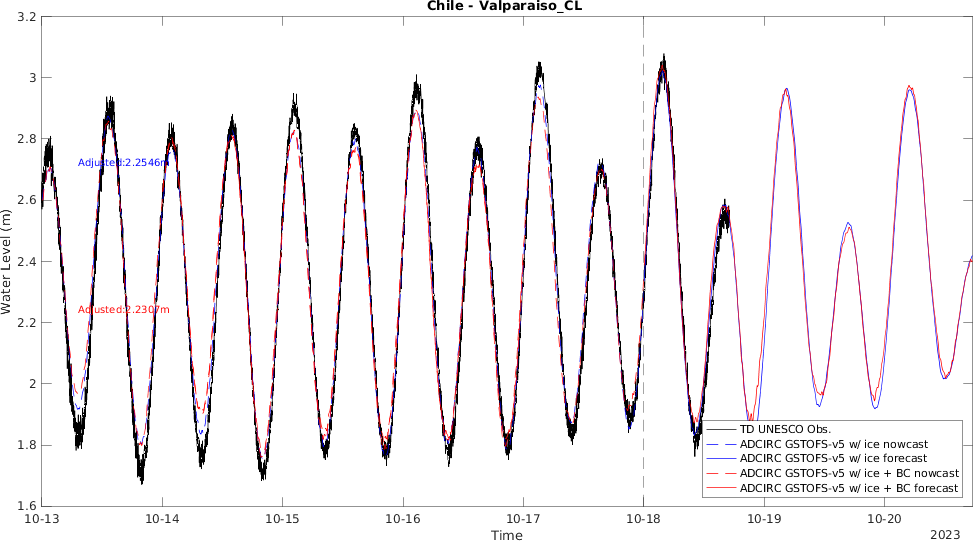 Chile - Valparaiso_CL
3.2
3
2.8
2.6
2.4
2.2
2
1.8
1.6
Water Level (m)
Adjusted:2.2546m
Adjusted:2.2307m
TD UNESCO Obs.
ADCIRC GSTOFS-v5 w/ ice nowcast
ADCIRC GSTOFS-v5 w/ ice forecast
ADCIRC GSTOFS-v5 w/ ice + BC nowcast
ADCIRC GSTOFS-v5 w/ ice + BC forecast
10-13 10-14 10-15 10-16 10-17 10-18 10-19 10-20
Time
2023